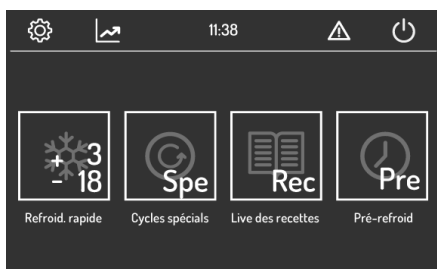 11:38
+3
-18
Spe
Rec
Pre
Refroid. rapide
Cycles spécials
Live des recettes
Pré-refroid